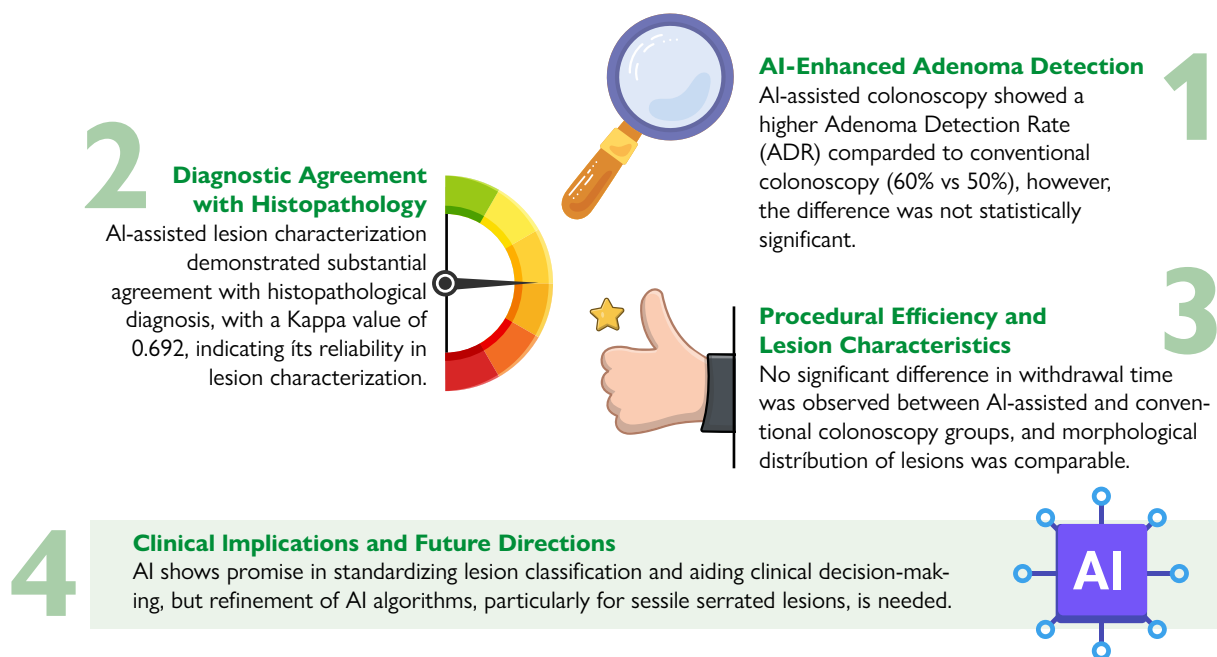 1
AI-Enhanced Adenoma Detection
AI-assisted colonoscopy showed a
higher Adenoma Detection Rate
(ADR) comparded to conventional
colonoscopy (60% vs 50%), however,
the difference was not statistically
significant.
2
Diagnostic Agreement
with Histopathology
AI-assisted lesion characterization
demonstrated substantial
agreement with histopathological
diagnosis, with a Kappa value of
0.692, indicating íts reliability in
lesion characterization.
3
Procedural Efficiency and
Lesion Characteristics
No significant difference in withdrawal time
was observed between AI-assisted and conven-
tional colonoscopy groups, and morphological
distríbution of lesions was comparable.
4
Clinical Implications and Future Directions
AI shows promise in standardizing lesion classification and aiding clinical decision-mak-
ing, but refinement of AI algorithms, particularly for sessile serrated lesions, is needed.
AI